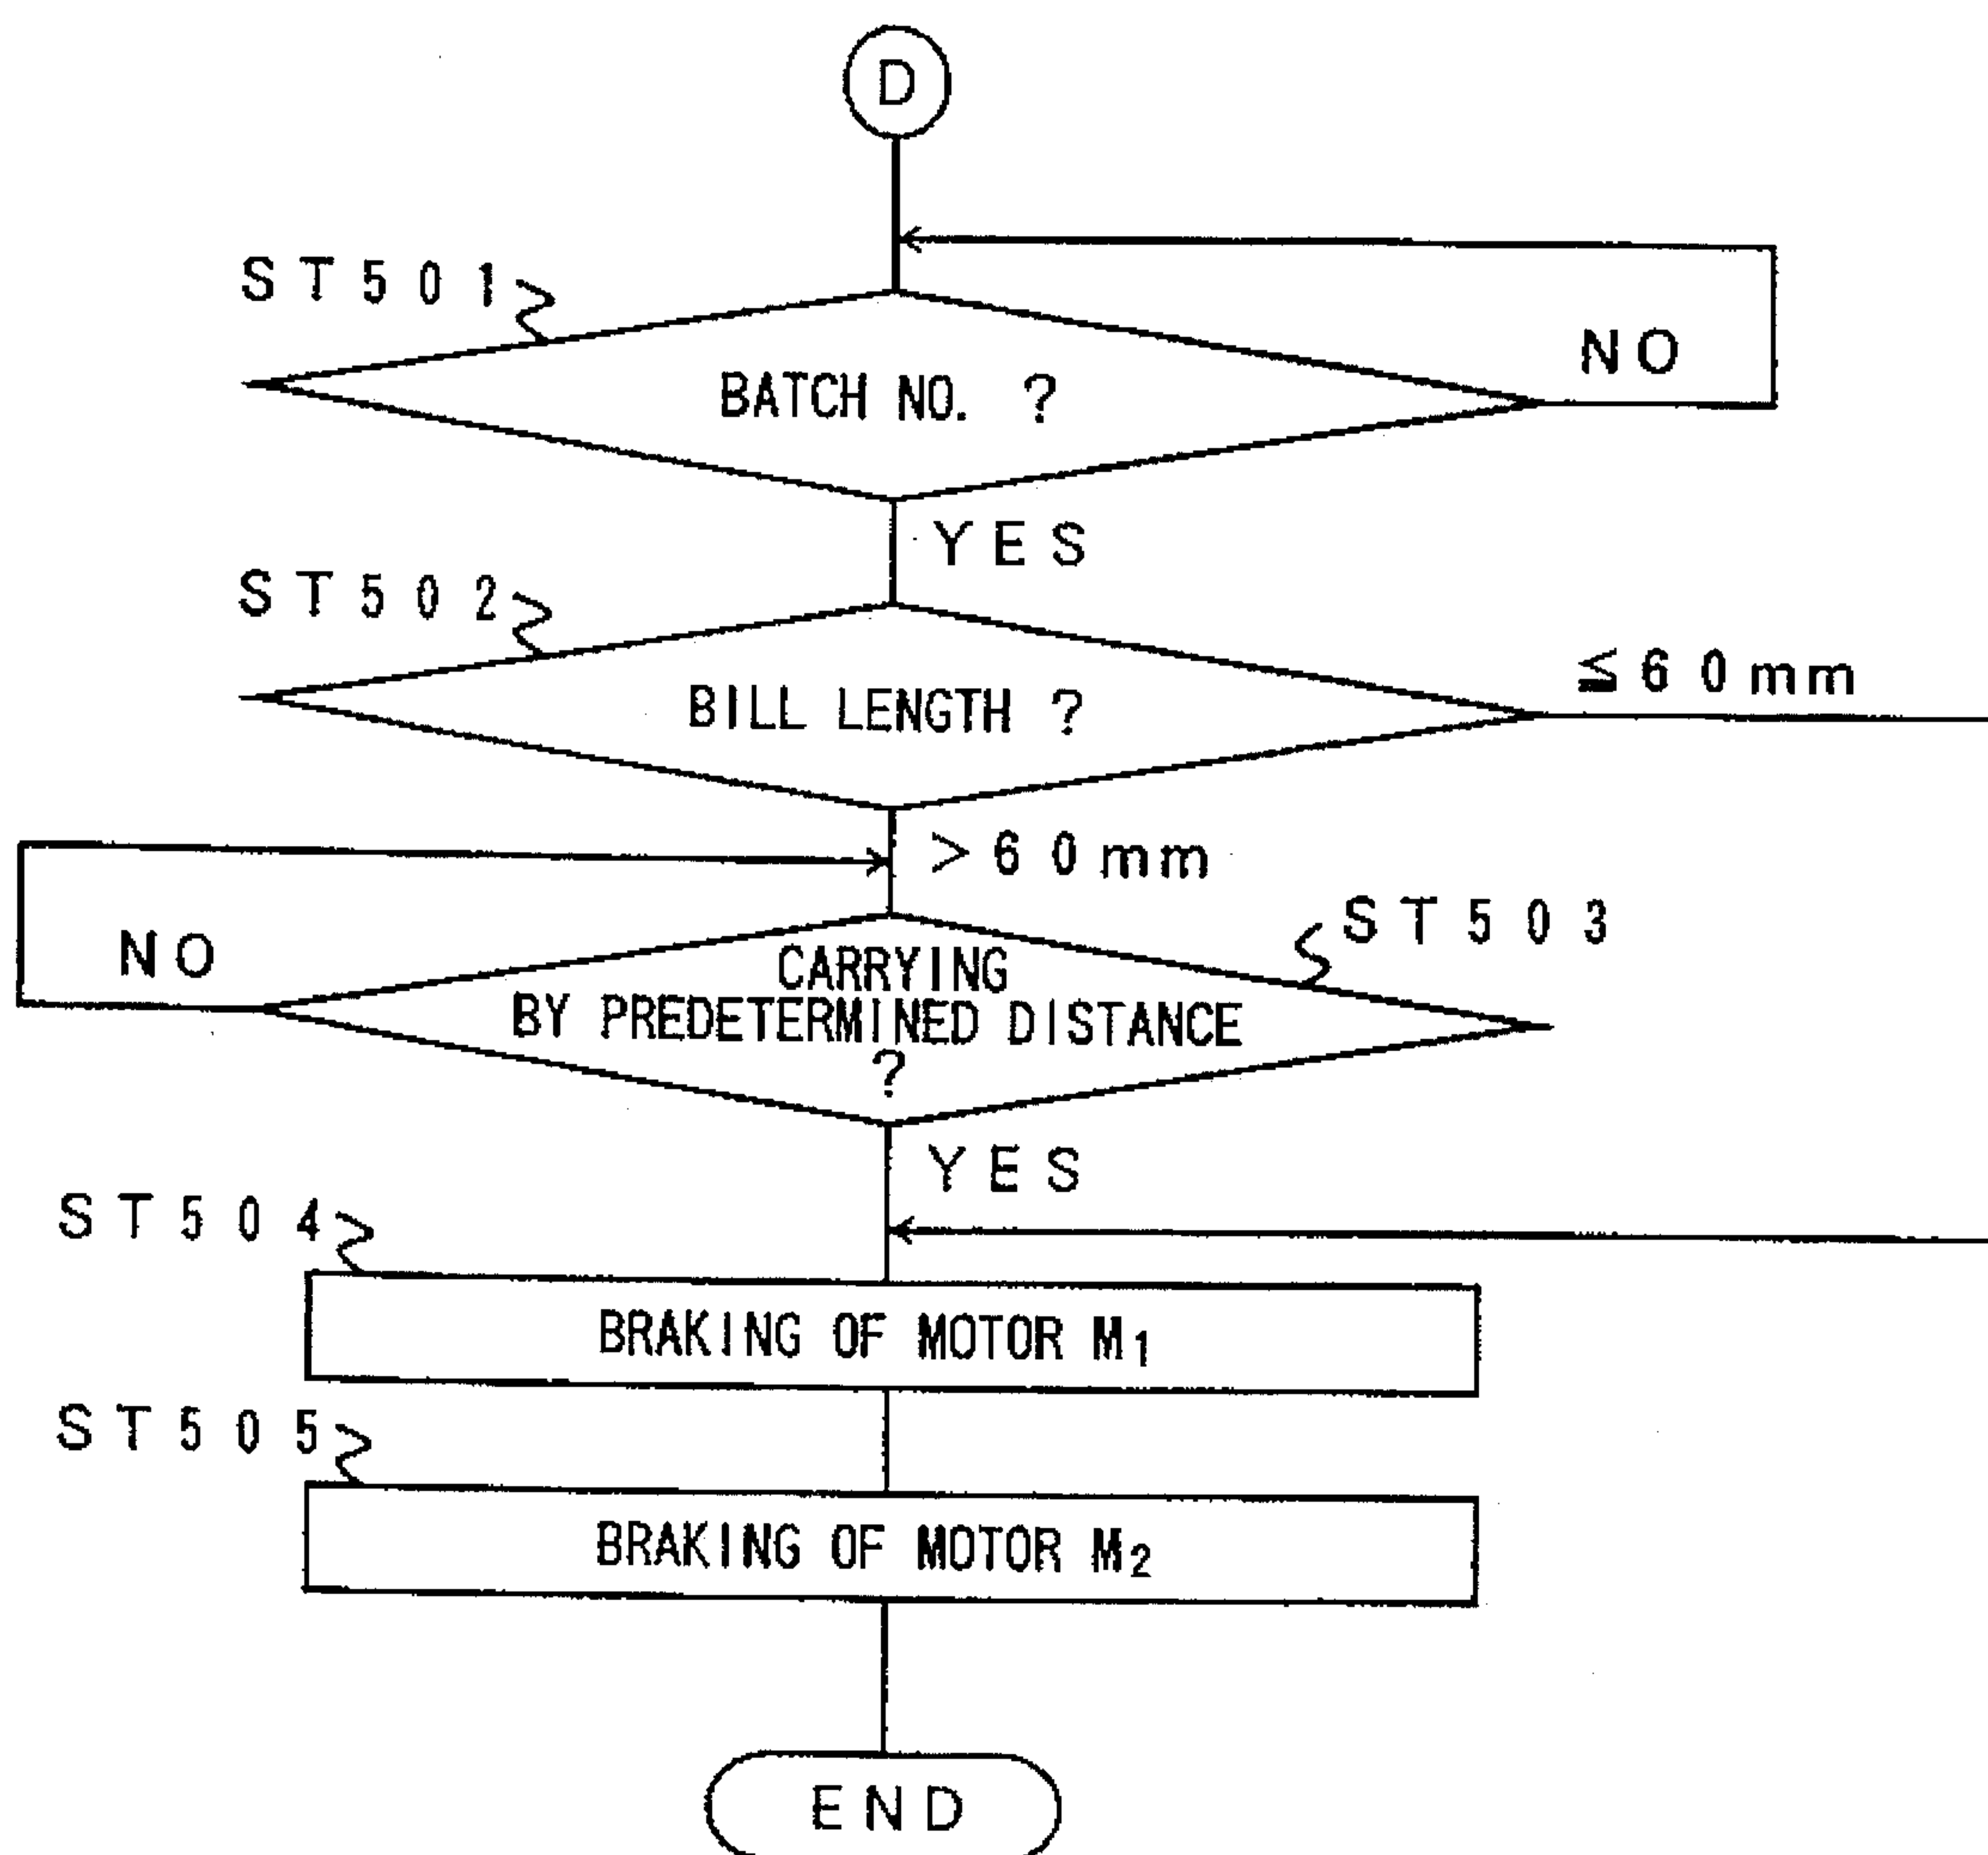 D
ST501
NO
BATCH NO. ?
YES
ST502
≦60mm
BILL LENGTH ?
>60mm
ST503
NO
CARRYING
BY PREDETERMINED DISTANCE
?
YES
ST504
BRAKING OF MOTOR M₁
ST505
BRAKING OF MOTOR M₂
END